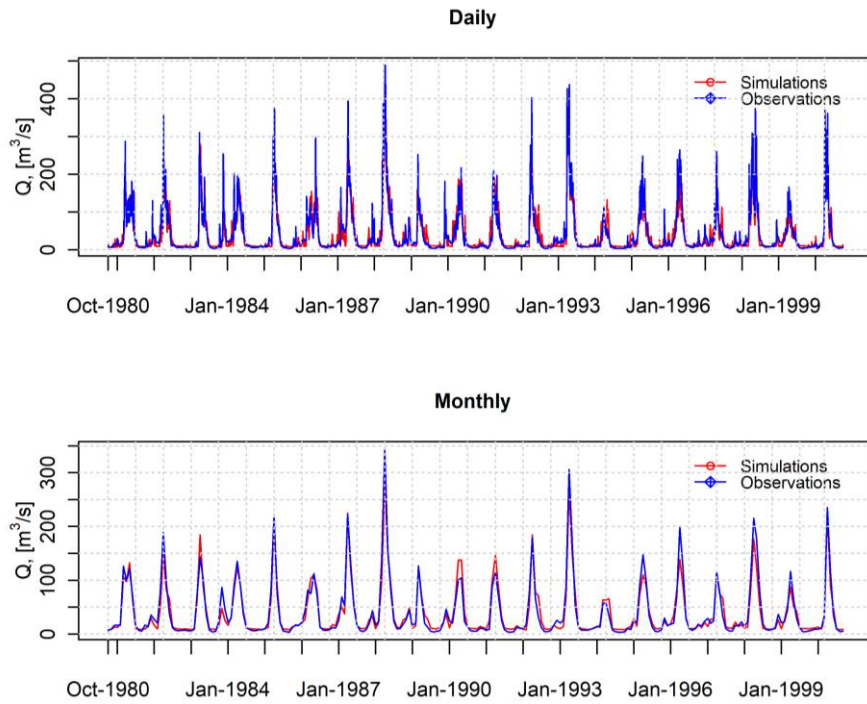 Daily
Q, [m³/s]
400
200
0
Simulations
Observations
Oct-1980 Jan-1984 Jan-1987 Jan-1990 Jan-1993 Jan-1996 Jan-1999
Monthly
Q, [m³/s]
300
200
100
0
Simulations
Observations
Oct-1980 Jan-1984 Jan-1987 Jan-1990 Jan-1993 Jan-1996 Jan-1999